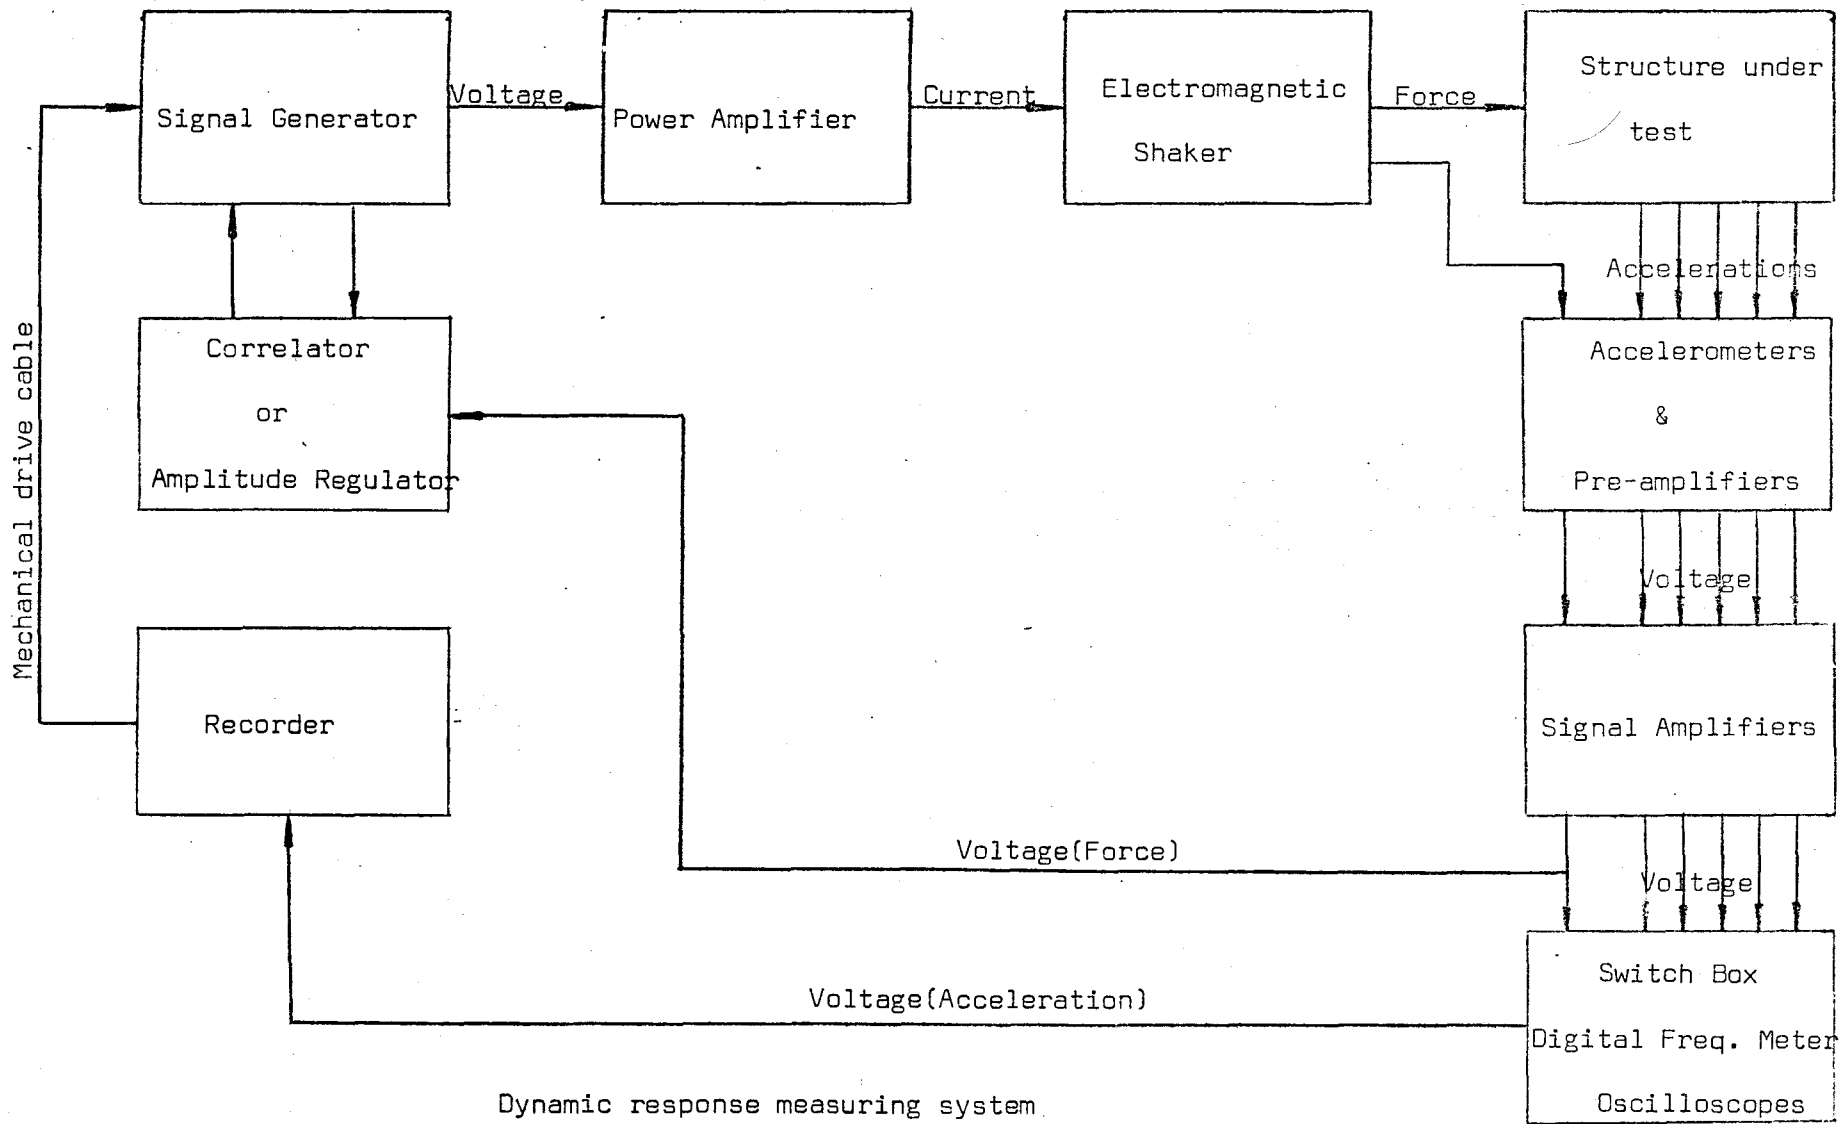 Signal Generator
Voltage
Power Amplifier
Current
Electromagnetic
Shaker
Force
Structure under
test
Accelerations
Mechanical drive cable
Correlator
or
Amplitude Regulator
Accelerometers
&
Pre-amplifiers
Voltage
Recorder
Signal Amplifiers
Voltage(Force)
Voltage
Voltage(Acceleration)
Switch Box
Digital Freq. Meter
Oscilloscopes
Dynamic response measuring system